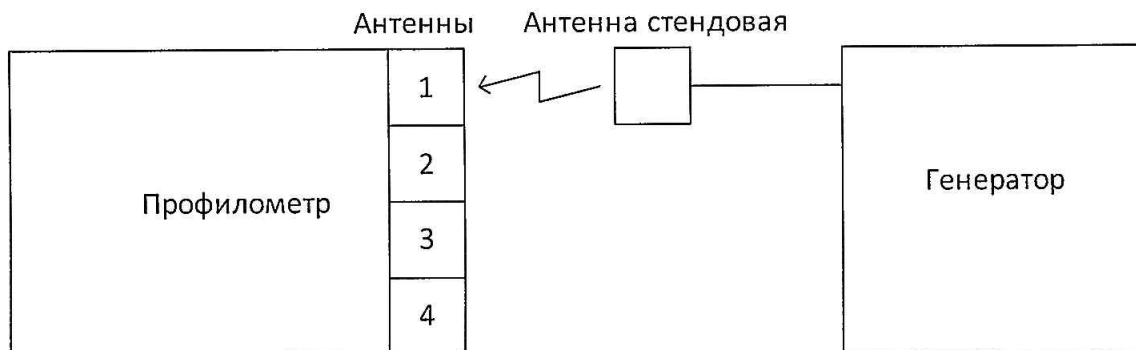 Антенны
Антенна стендовая
1
2
3
4
Профилометр
Генератор